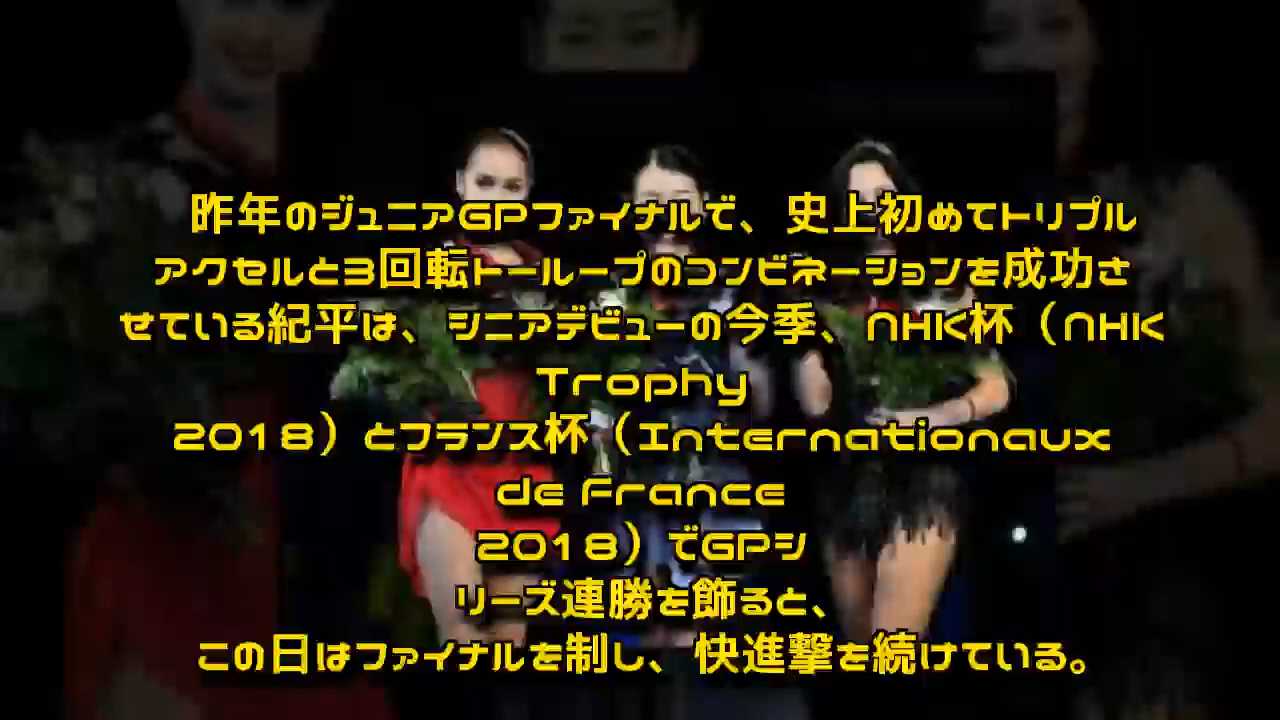 昨年のジュニアGPファイナルで、史上初めてトリプル
アクセルと3回転トーループのコンビネーションを成功さ
せている紀平は、シニアデビューの今季、NHK杯（NHK
Trophy
2018）とフランス杯（Internationaux
de France
2018）でGPシ
リーズ連勝を飾ると、
この日はファイナルを制し、快進撃を続けている。